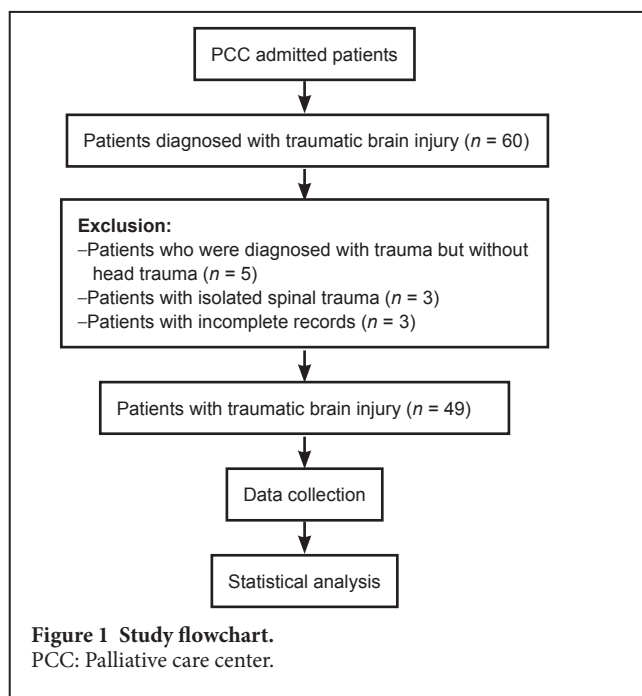 PCC admitted patients
Patients diagnosed with traumatic brain injury (n = 60)
Exclusion:
–Patients who were diagnosed with trauma but without
head trauma (n = 5)
–Patients with isolated spinal trauma (n = 3)
–Patients with incomplete records (n = 3)
Patients with traumatic brain injury (n = 49)
Data collection
Statistical analysis
Figure 1 Study flowchart.
PCC: Palliative care center.